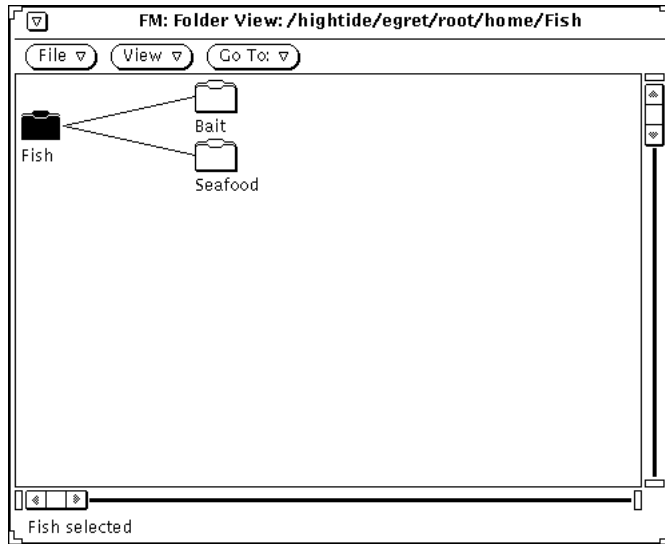 FM: Folder View: /hightide/egret/root/home/Fish
File View Go To:
Bait
Fish
Seafood
Fish selected